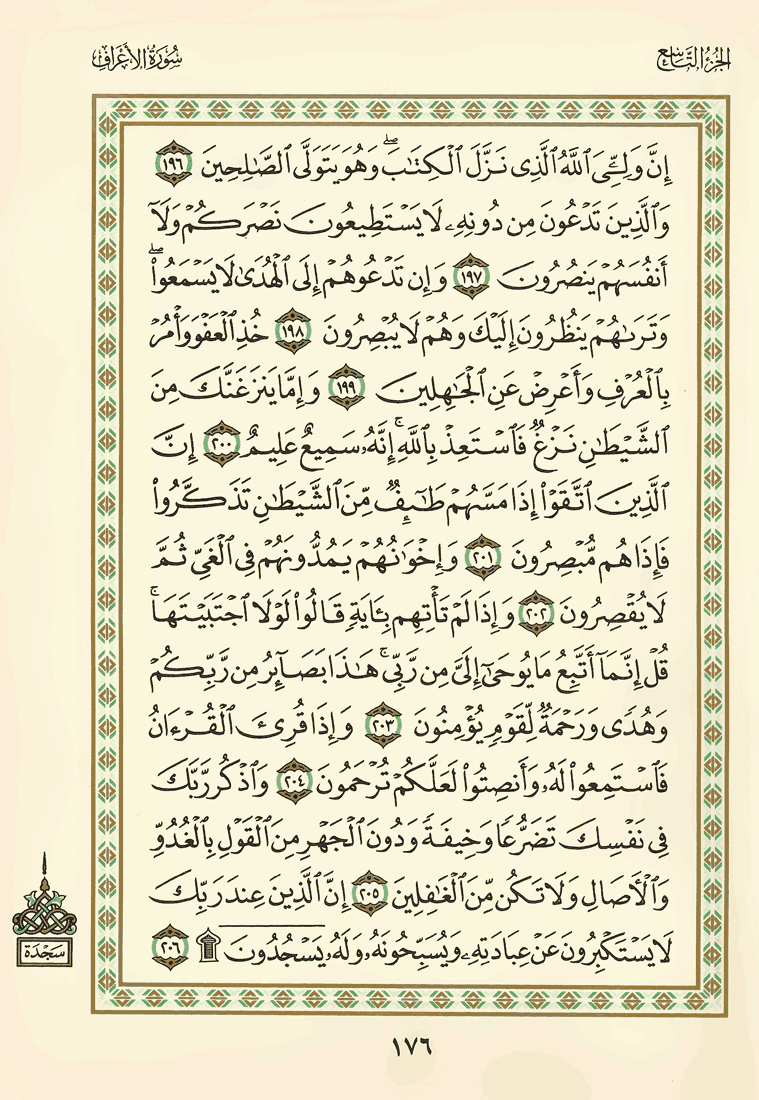 الجزء التاسع
سورة الأعراف
إِنَّ وَلِـِّۧيَ ٱللَّهُ ٱلَّذِي نَزَّلَ ٱلْكِتَٰبَ ۖ وَهُوَ يَتَوَلَّى ٱلصَّٰلِحِينَ ١٩٦
وَٱلَّذِينَ تَدْعُونَ مِن دُونِهِۦ لَا يَسْتَطِيعُونَ نَصْرَكُمْ وَلَآ
أَنفُسَهُمْ يَنصُرُونَ ١٩٧ وَإِن تَدْعُوهُمْ إِلَى ٱلْهُدَىٰ لَا يَسْمَعُوا۟ ۖ
وَتَرَىٰهُمْ يَنظُرُونَ إِلَيْكَ وَهُمْ لَا يُبْصِرُونَ ١٩٨ خُذِ ٱلْعَفْوَ وَأْمُرْ
بِٱلْعُرْفِ وَأَعْرِضْ عَنِ ٱلْجَٰهِلِينَ ١٩٩ وَإِمَّا يَنزَغَنَّكَ مِنَ
ٱلشَّيْطَٰنِ نَزْغٌ فَٱسْتَعِذْ بِٱللَّهِ ۚ إِنَّهُۥ سَمِيعٌ عَلِيمٌ ٢٠٠ إِنَّ
ٱلَّذِينَ ٱتَّقَوْا۟ إِذَا مَسَّهُمْ طَٰٓئِفٌ مِّنَ ٱلشَّيْطَٰنِ تَذَكَّرُوا۟
فَإِذَا هُم مُّبْصِرُونَ ٢٠١ وَإِخْوَٰنُهُمْ يَمُدُّونَهُمْ فِي ٱلْغَيِّ ثُمَّ
لَا يُقْصِرُونَ ٢٠٢ وَإِذَا لَمْ تَأْتِهِم بِـَٔايَةٍ قَالُوا۟ لَوْلَا ٱجْتَبَيْتَهَا ۚ
قُلْ إِنَّمَآ أَتَّبِعُ مَا يُوحَىٰٓ إِلَيَّ مِن رَّبِّي ۚ هَٰذَا بَصَآئِرُ مِن رَّبِّكُمْ
وَهُدًى وَرَحْمَةٌ لِّقَوْمٍ يُؤْمِنُونَ ٢٠٣ وَإِذَا قُرِئَ ٱلْقُرْءَانُ
فَٱسْتَمِعُوا۟ لَهُۥ وَأَنصِتُوا۟ لَعَلَّكُمْ تُرْحَمُونَ ٢٠٤ وَٱذْكُر رَّبَّكَ
فِي نَفْسِكَ تَضَرُّعًا وَخِيفَةً وَدُونَ ٱلْجَهْرِ مِنَ ٱلْقَوْلِ بِٱلْغُدُوِّ
وَٱلْءَاصَالِ وَلَا تَكُن مِّنَ ٱلْغَٰفِلِينَ ٢٠٥ إِنَّ ٱلَّذِينَ عِندَ رَبِّكَ
لَا يَسْتَكْبِرُونَ عَنْ عِبَادَتِهِۦ وَيُسَبِّحُونَهُۥ وَلَهُۥ يَسْجُدُونَ ۩ ٢٠٦
سَجْدَة
١٧٦